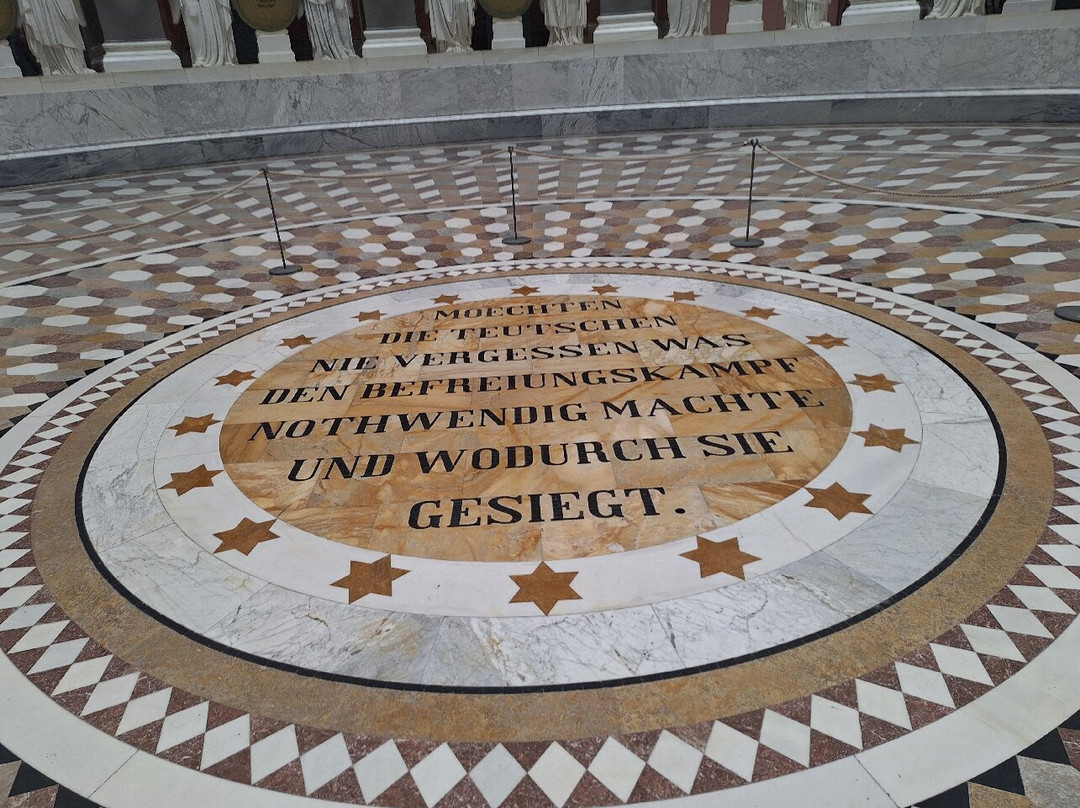 MOECHTEN
DIE TEUTSCHEN
NIE VERGESSEN WAS
DEN BEFREIUNGSKAMPF
NOTHWENDIG MACHTE
UND WODURCH SIE
GESIEGT.